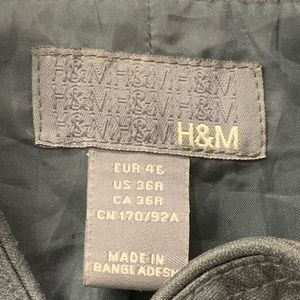 H&M H&M H&M
H&M H&M H&M
H&M H&M H&M
H&M H&M H&M
EUR 46
US 36R
CA 36R
CN 170/92A
MADE IN
BANGLADESH